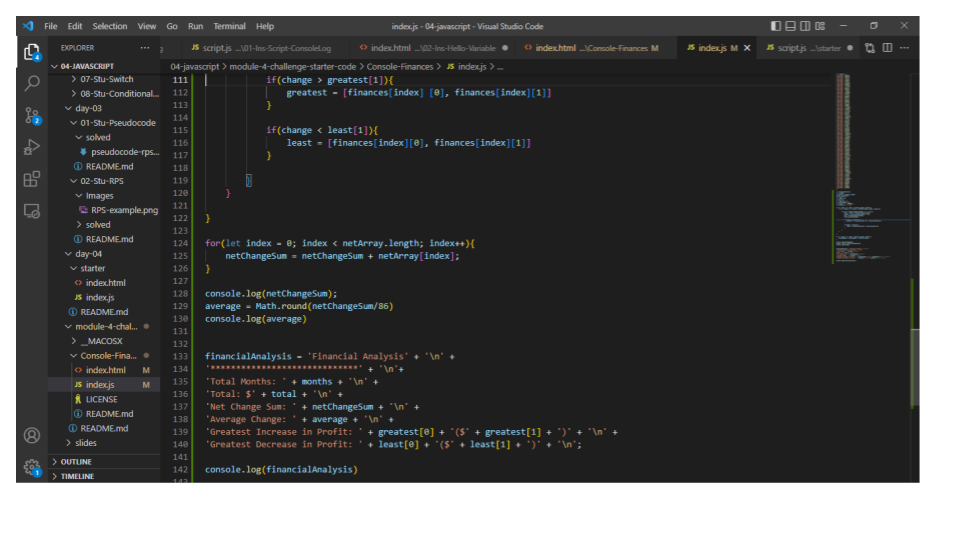 File Edit Selection View Go Run Terminal Help index.js - 04-javascript - Visual Studio Code
EXPLORER ...
JS script.js ...\01-Ins-Script-ConsoleLog <> index.html ...\02-Ins-Hello-Variable ● <> index.html ...\Console-Finances M JS index.js M × JS script.js ...\starter ●
04-JAVASCRIPT
04-javascript > module-4-challenge-starter-code > Console-Finances > JS index.js > ...
07-Stu-Switch
08-Stu-Conditional...
day-03
01-Stu-Pseudocode
solved
pseudocode-rps...
README.md
02-Stu-RPS
Images
RPS-example.png
solved
README.md
day-04
starter
<> index.html
JS index.js
README.md
module-4-chal... ●
__MACOSX
Console-Fina... ●
<> index.html M
JS index.js M
LICENSE
README.md
README.md
slides
OUTLINE
TIMELINE
4
2
1
111 if(change > greatest[1]){
112 greatest = [finances[index] [0], finances[index][1]]
113 }
114
115 if(change < least[1]){
116 least = [finances[index][0], finances[index][1]]
117 }
118
119 }
120 }
121
122 }
123
124 for(let index = 0; index < netArray.length; index++){
125 netChangeSum = netChangeSum + netArray[index];
126 }
127
128 console.log(netChangeSum);
129 average = Math.round(netChangeSum/86)
130 console.log(average)
131
132
133 financialAnalysis = 'Financial Analysis' + '\n' +
134 '****************************' + '\n'+
135 'Total Months: ' + months + '\n' +
136 'Total: $' + total + '\n' +
137 'Net Change Sum: ' + netChangeSum + '\n' +
138 'Average Change: ' + average + '\n' +
139 'Greatest Increase in Profit: ' + greatest[0] + '($' + greatest[1] + ')' + '\n' +
140 'Greatest Decrease in Profit: ' + least[0] + '($' + least[1] + ')' + '\n';
141
142 console.log(financialAnalysis)
143